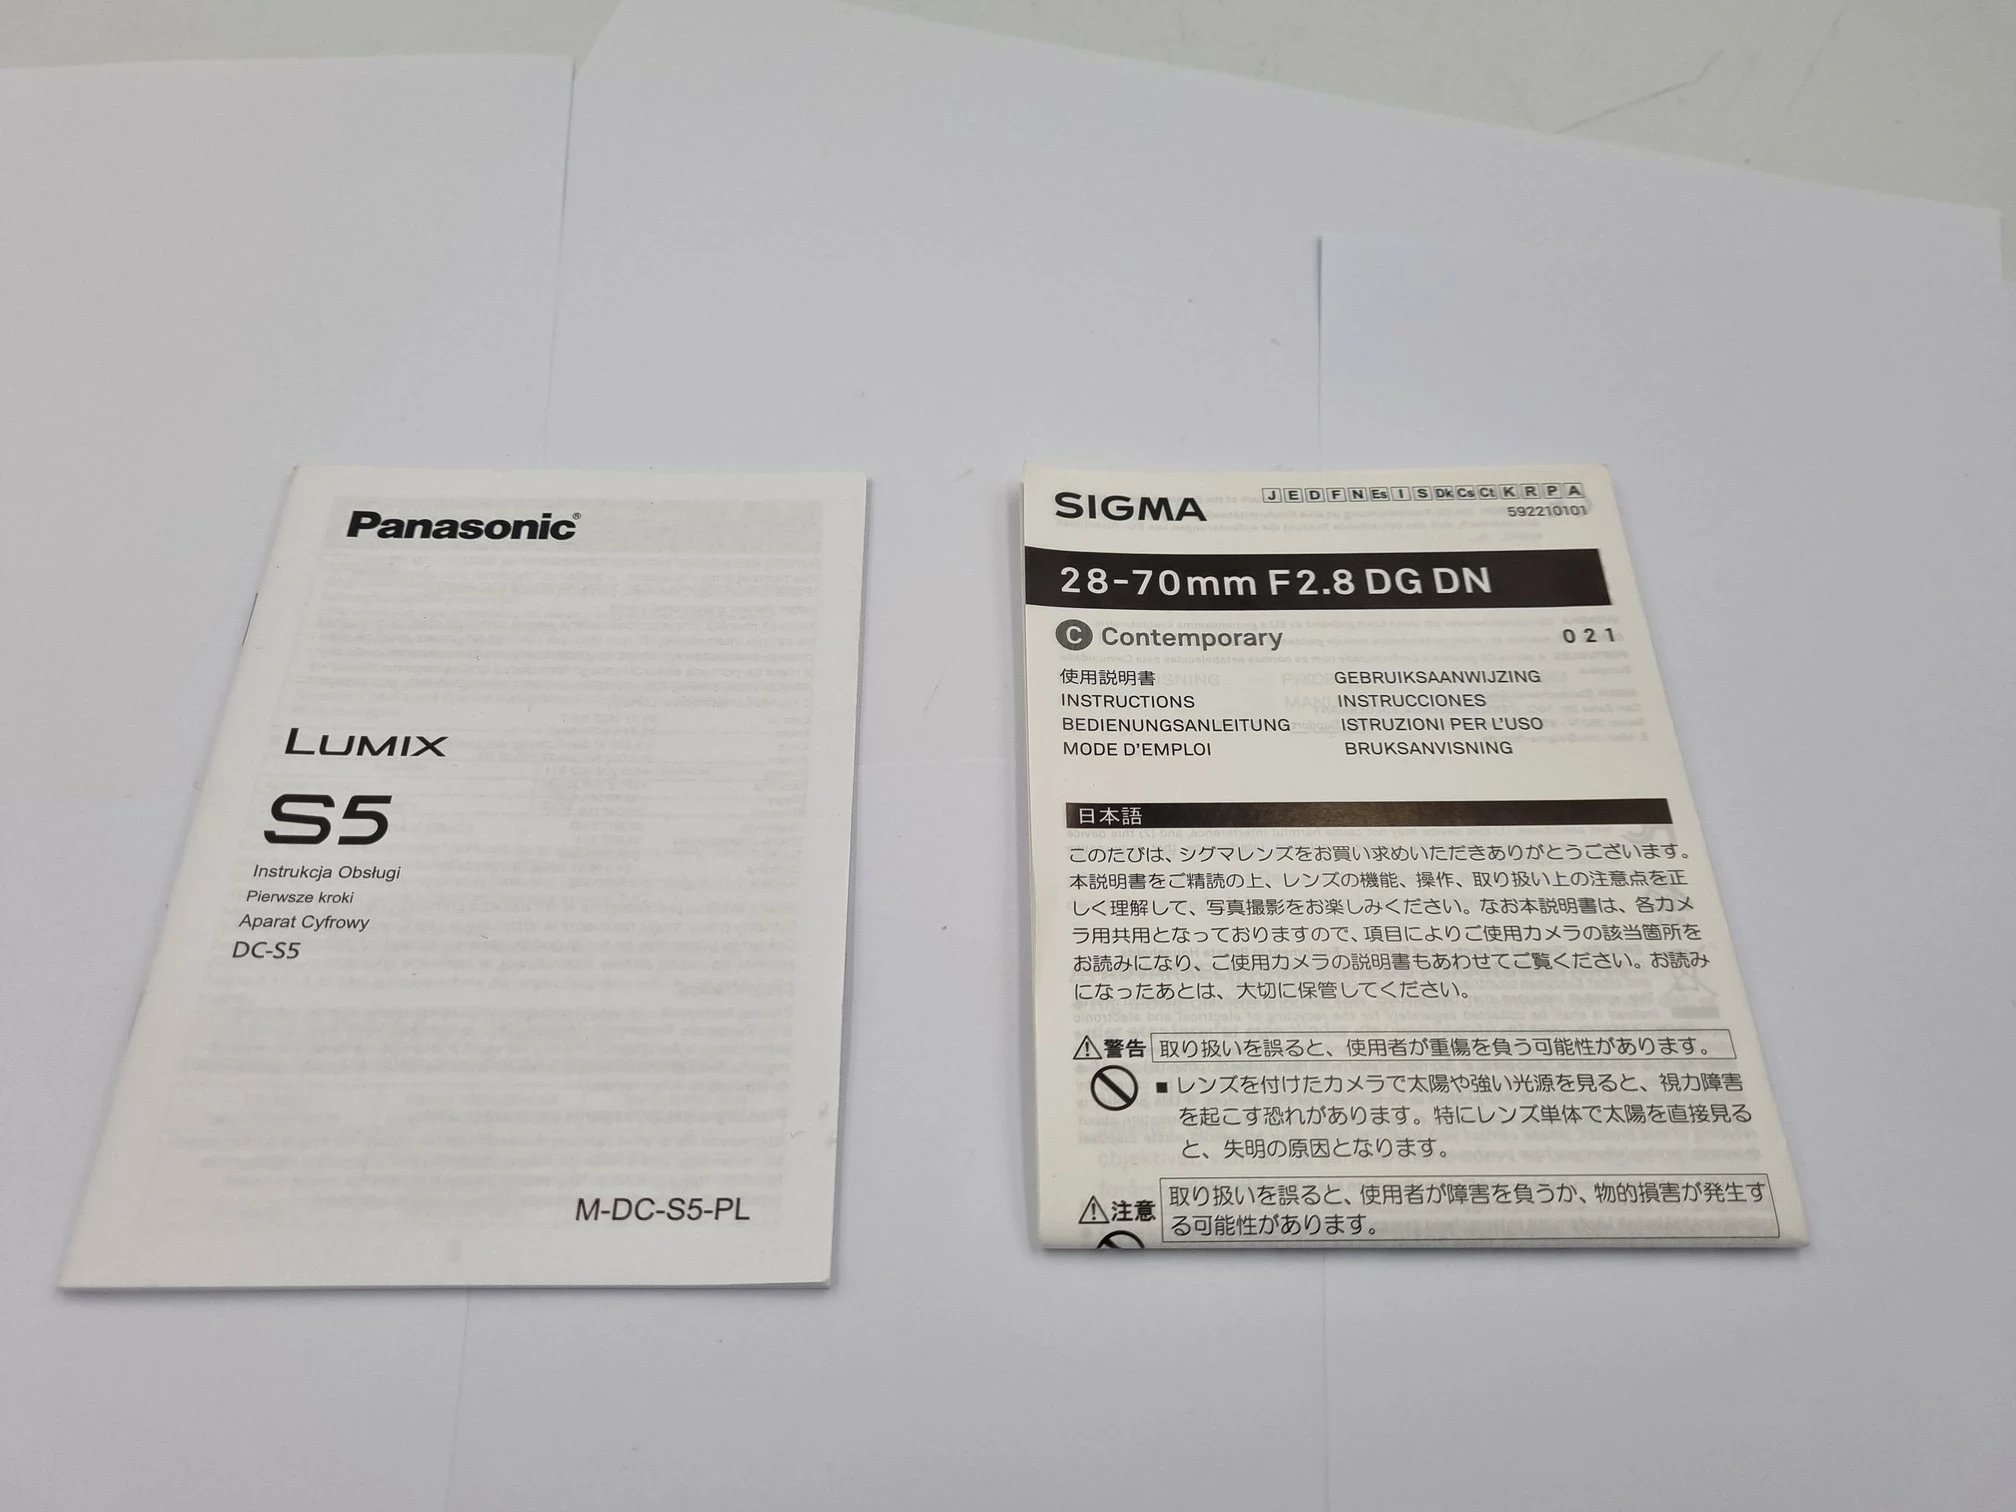 Panasonic®
LUMIX
S5
Instrukcja Obsługi
Pierwsze kroki
Aparat Cyfrowy
DC-S5
M-DC-S5-PL
SIGMA
J E D F N Es I S Dk Cs Ct K R P A
592210101
28-70mm F2.8 DG DN
C Contemporary 021
使用説明書 GEBRUIKSAANWIJZING
INSTRUCTIONS INSTRUCCIONES
BEDIENUNGSANLEITUNG ISTRUZIONI PER L'USO
MODE D'EMPLOI BRUKSANVISNING
日本語
このたびは、シグマレンズをお買い求めいただきありがとうございます。
本説明書をご精読の上、レンズの機能、操作、取り扱い上の注意点を正
しく理解して、写真撮影をお楽しみください。なお本説明書は、各カメ
ラ用共用となっておりますので、項目によりご使用カメラの該当箇所を
お読みになり、ご使用カメラの説明書もあわせてご覧ください。お読み
になったあとは、大切に保管してください。
⚠警告 取り扱いを誤ると、使用者が重傷を負う可能性があります。
■ レンズを付けたカメラで太陽や強い光源を見ると、視力障害
を起こす恐れがあります。特にレンズ単体で太陽を直接見る
と、失明の原因となります。
⚠注意 取り扱いを誤ると、使用者が障害を負うか、物的損害が発生す
る可能性があります。